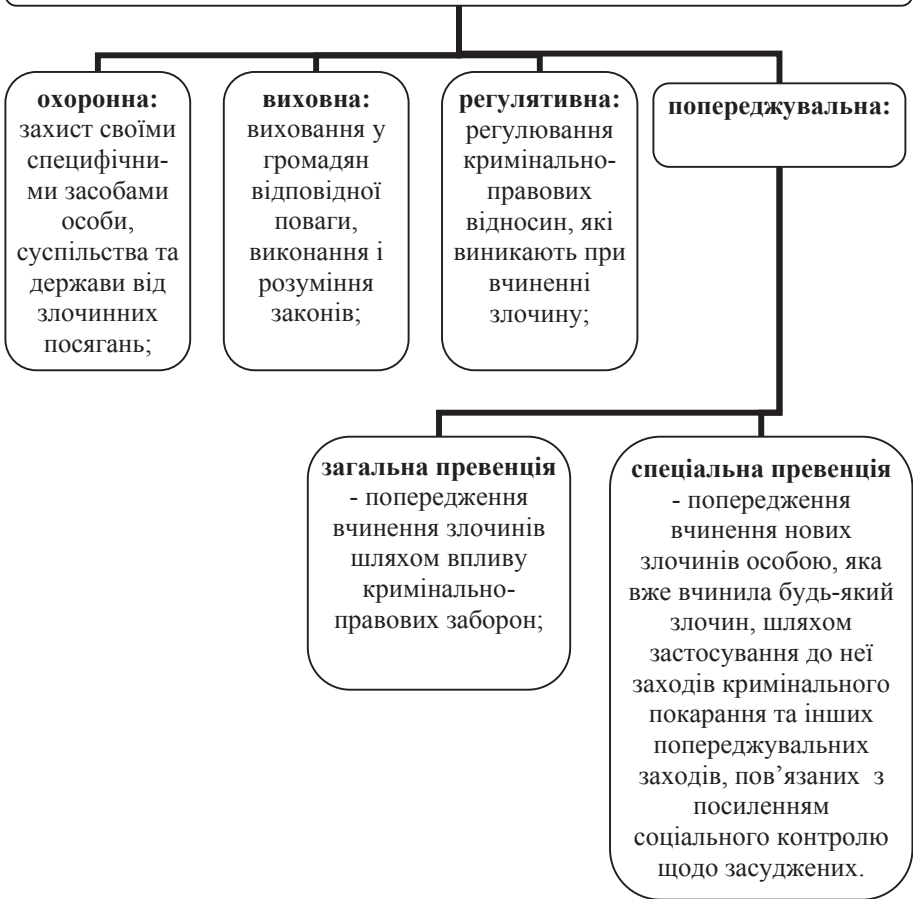 охоронна:
захист своїми
специфічни-
ми засобами
особи,
суспільства та
держави від
злочинних
посягань;
виховна:
виховання у
громадян
відповідної
поваги,
виконання і
розуміння
законів;
регулятивна:
регулювання
кримінально-
правових
відносин, які
виникають при
вчиненні
злочину;
попереджувальна:
загальна превенція
- попередження
вчинення злочинів
шляхом впливу
кримінально-
правових заборон;
спеціальна превенція
- попередження
вчинення нових
злочинів особою, яка
вже вчинила будь-який
злочин, шляхом
застосування до неї
заходів кримінального
покарання та інших
попереджувальних
заходів, пов’язаних з
посиленням
соціального контролю
щодо засуджених.